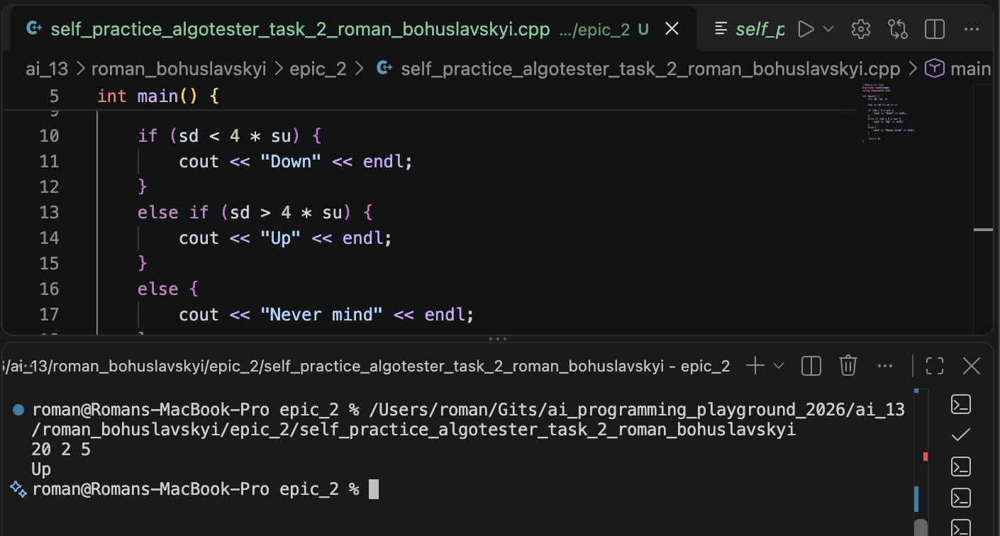 self_practice_algotester_task_2_roman_bohuslavskyi.cpp .../epic_2 U
self_p
ai_13 > roman_bohuslavskyi > epic_2 > self_practice_algotester_task_2_roman_bohuslavskyi.cpp > main
5 int main() {
9
10 if (sd < 4 * su) {
11 cout << "Down" << endl;
12 }
13 else if (sd > 4 * su) {
14 cout << "Up" << endl;
15 }
16 else {
17 cout << "Never mind" << endl;
/ai_13/roman_bohuslavskyi/epic_2/self_practice_algotester_task_2_roman_bohuslavskyi - epic_2
roman@Romans-MacBook-Pro epic_2 % /Users/roman/Gits/ai_programming_playground_2026/ai_13
/roman_bohuslavskyi/epic_2/self_practice_algotester_task_2_roman_bohuslavskyi
20 2 5
Up
roman@Romans-MacBook-Pro epic_2 %